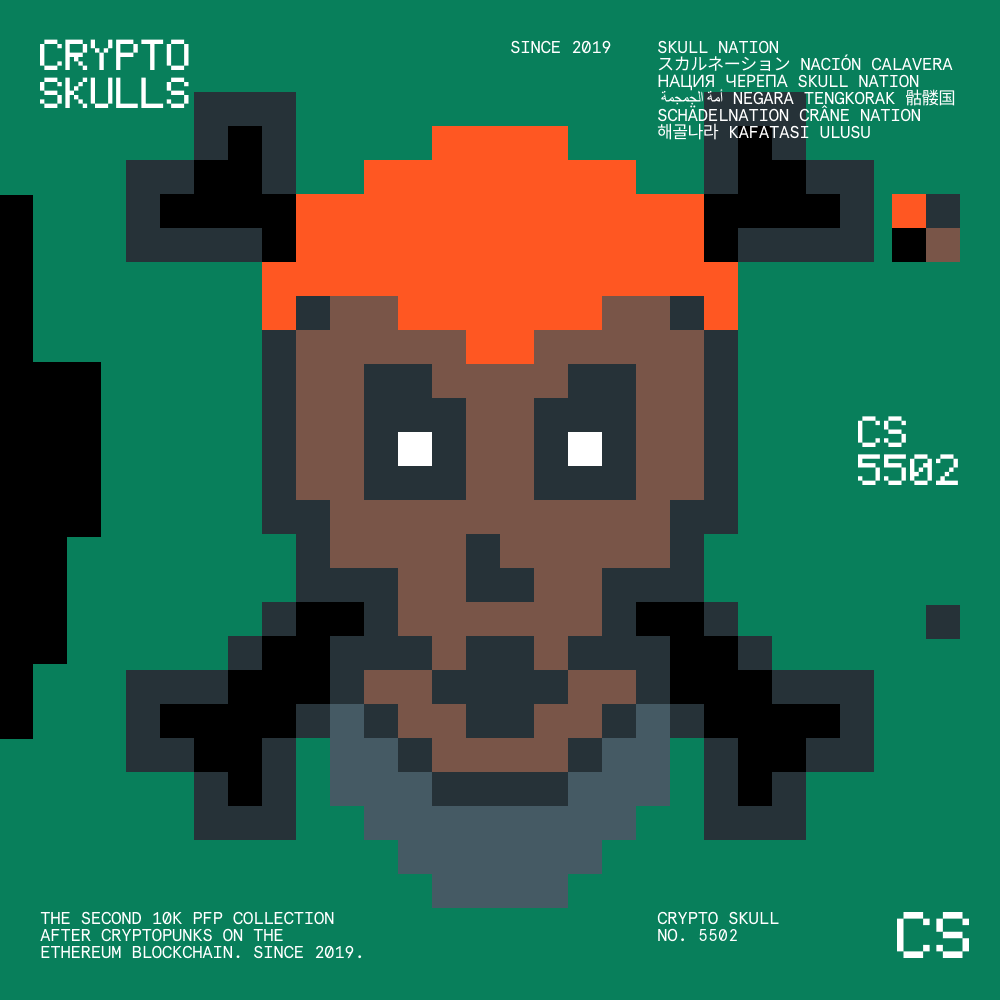 CRYPTO
SKULLS
SINCE 2019
SKULL NATION
スカルネーション NACIÓN CALAVERA
НАЦИЯ ЧЕРЕПА SKULL NATION
أمة الجمجمة NEGARA TENGKORAK 骷髅国
SCHÄDELNATION CRÂNE NATION
해골나라 KAFATASI ULUSU
CS
5502
THE SECOND 10K PFP COLLECTION
AFTER CRYPTOPUNKS ON THE
ETHEREUM BLOCKCHAIN. SINCE 2019.
CRYPTO SKULL
NO. 5502
CS